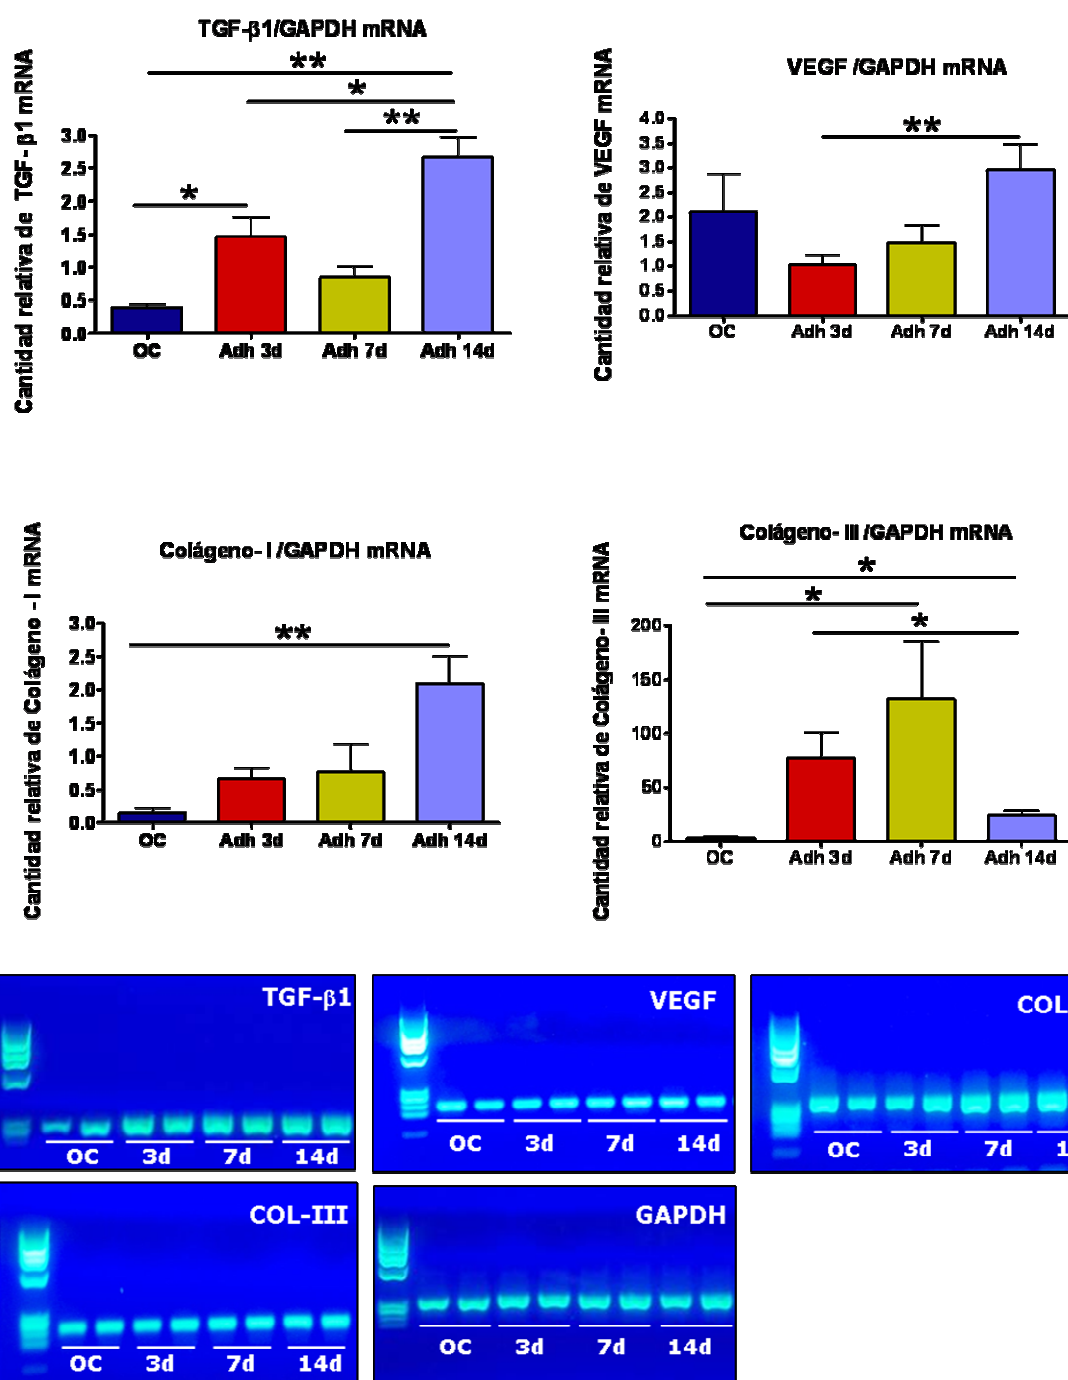 TGF-β1/GAPDH mRNA
**
*
**
*
Cantidad relativa de TGF- β1 mRNA
3.0
2.5
2.0
1.5
1.0
0.5
0.0
OC Adh 3d Adh 7d Adh 14d
VEGF /GAPDH mRNA
**
Cantidad relativa de VEGF mRNA
4.0
3.5
3.0
2.5
2.0
1.5
1.0
0.5
0.0
OC Adh 3d Adh 7d Adh 14d
Colágeno- I /GAPDH mRNA
**
Cantidad relativa de Colágeno -I mRNA
3.0
2.5
2.0
1.5
1.0
0.5
0.0
OC Adh 3d Adh 7d Adh 14d
Colágeno- III /GAPDH mRNA
*
*
*
Cantidad relativa de Colágeno- III mRNA
200
150
100
50
0
OC Adh 3d Adh 7d Adh 14d
TGF-β1
OC 3d 7d 14d
VEGF
OC 3d 7d 14d
COL
OC 3d 7d 1
COL-III
OC 3d 7d 14d
GAPDH
OC 3d 7d 14d